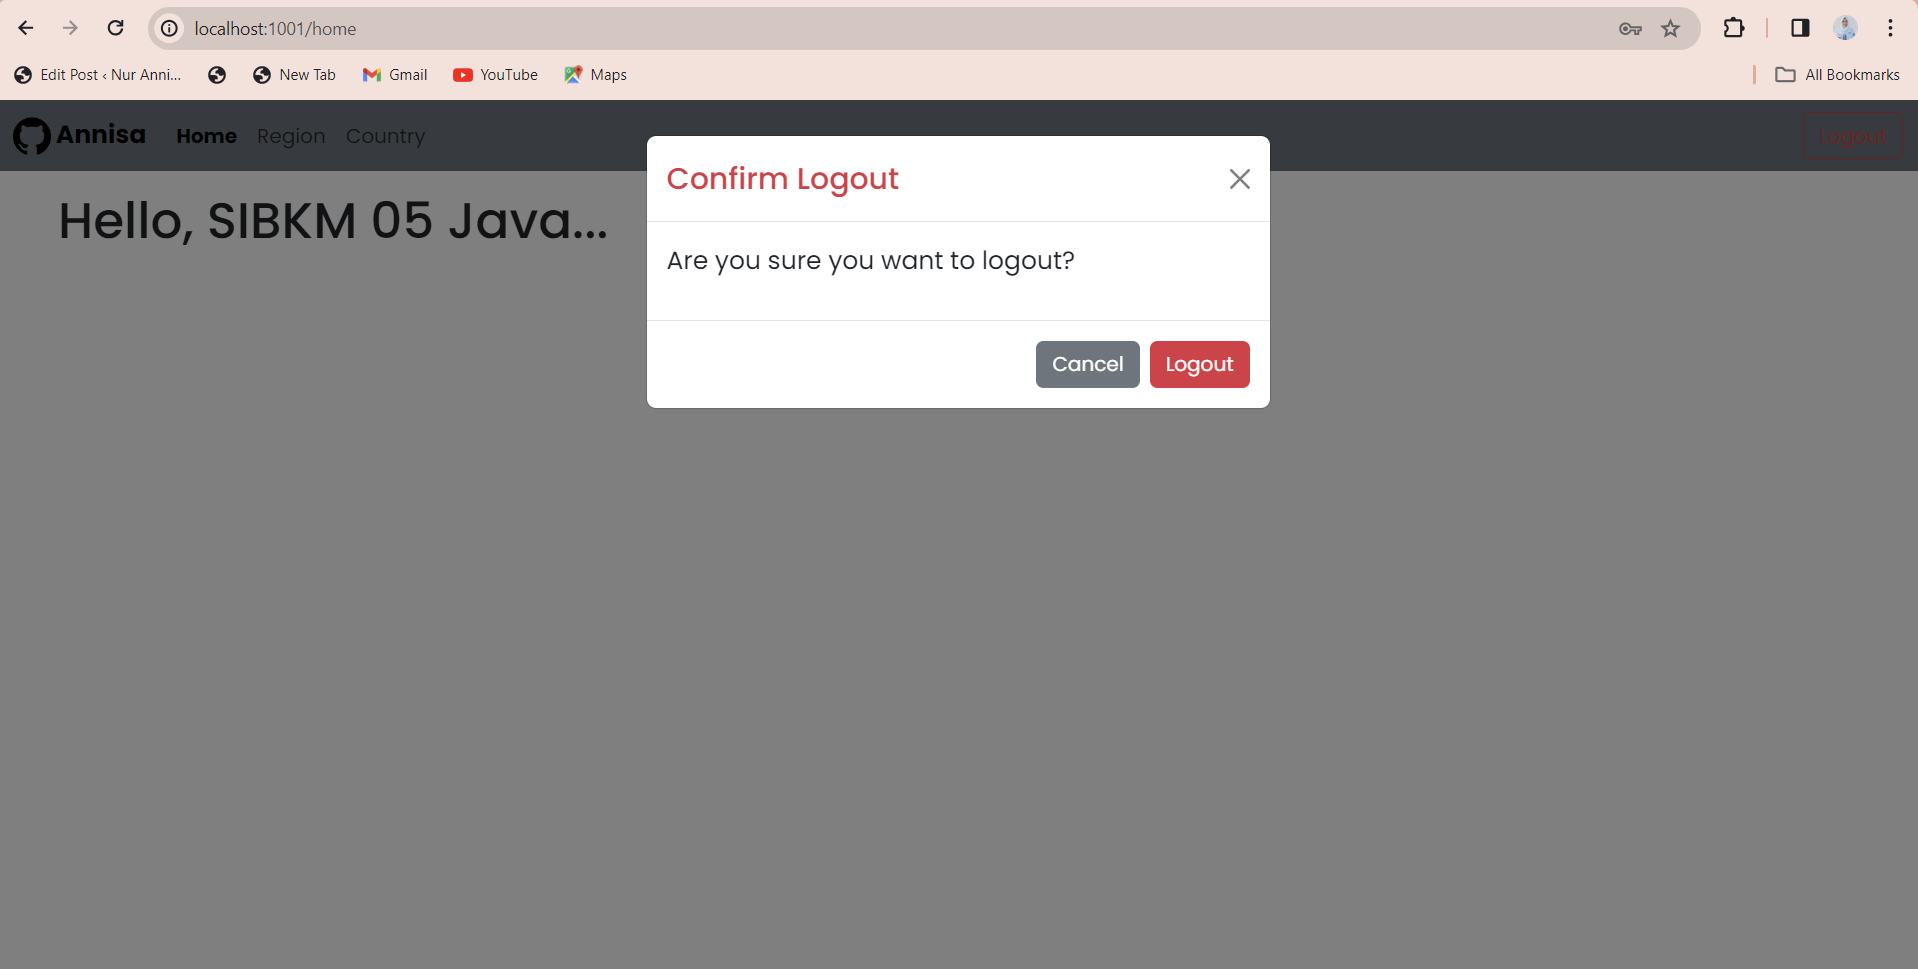 localhost:1001/home
Edit Post ‹ Nur Anni... New Tab Gmail YouTube Maps All Bookmarks
Annisa Home Region Country Logout
Confirm Logout
Hello, SIBKM 05 Java...
Are you sure you want to logout?
Cancel Logout